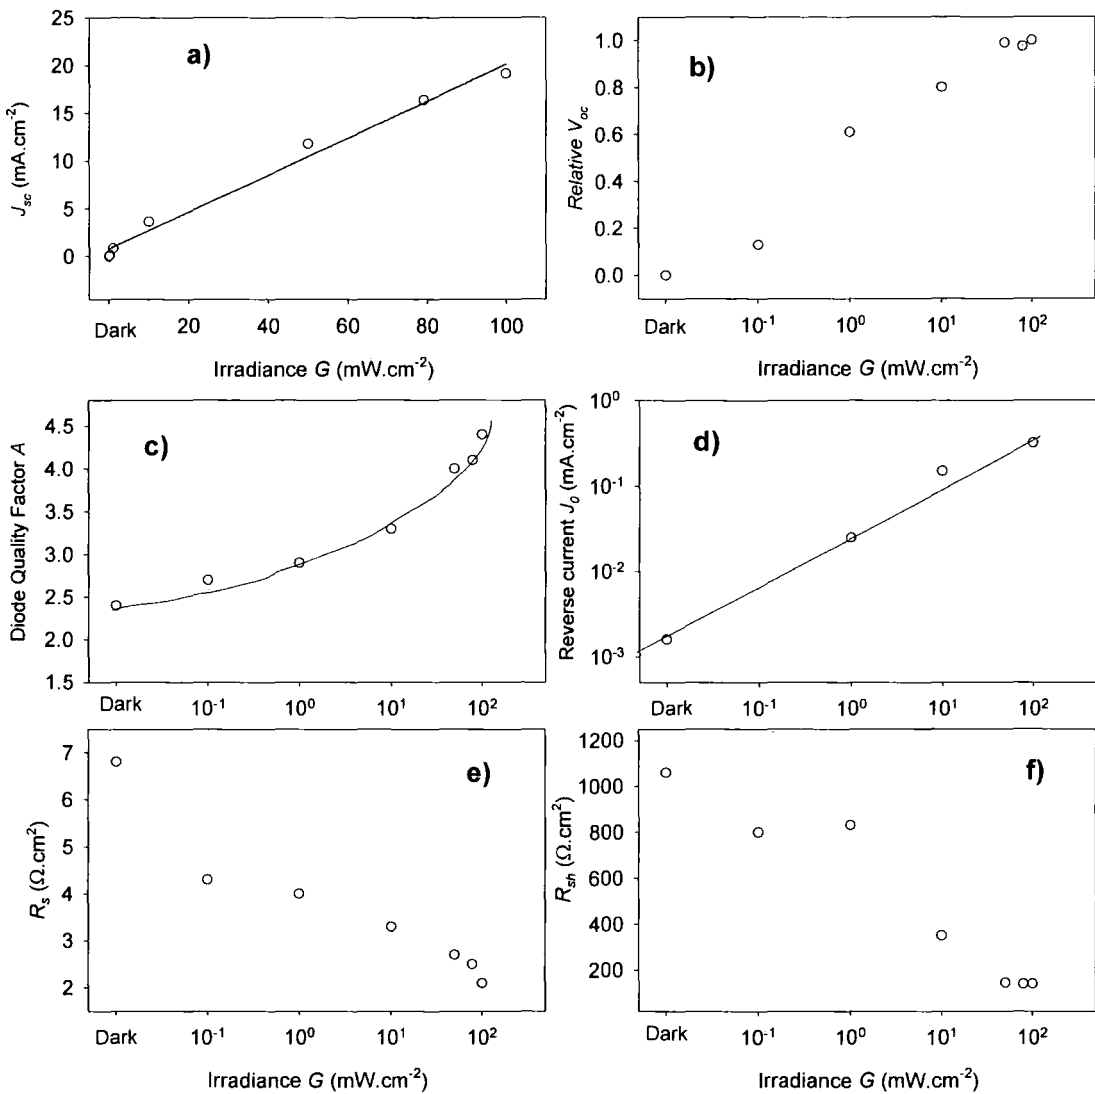 a)
J_sc (mA.cm^-2)
25
20
15
10
5
0
Dark 20 40 60 80 100
Irradiance G (mW.cm^-2)
b)
Relative V_oc
1.0
0.8
0.6
0.4
0.2
0.0
Dark 10^-1 10^0 10^1 10^2
Irradiance G (mW.cm^-2)
c)
Diode Quality Factor A
4.5
4.0
3.5
3.0
2.5
2.0
1.5
Dark 10^-1 10^0 10^1 10^2
d)
Reverse current J_0 (mA.cm^-2)
10^0
10^-1
10^-2
10^-3
Dark 10^-1 10^0 10^1 10^2
e)
R_s (Ω.cm^2)
7
6
5
4
3
2
Dark 10^-1 10^0 10^1 10^2
Irradiance G (mW.cm^-2)
f)
R_sh (Ω.cm^2)
1200
1000
800
600
400
200
Dark 10^-1 10^0 10^1 10^2
Irradiance G (mW.cm^-2)